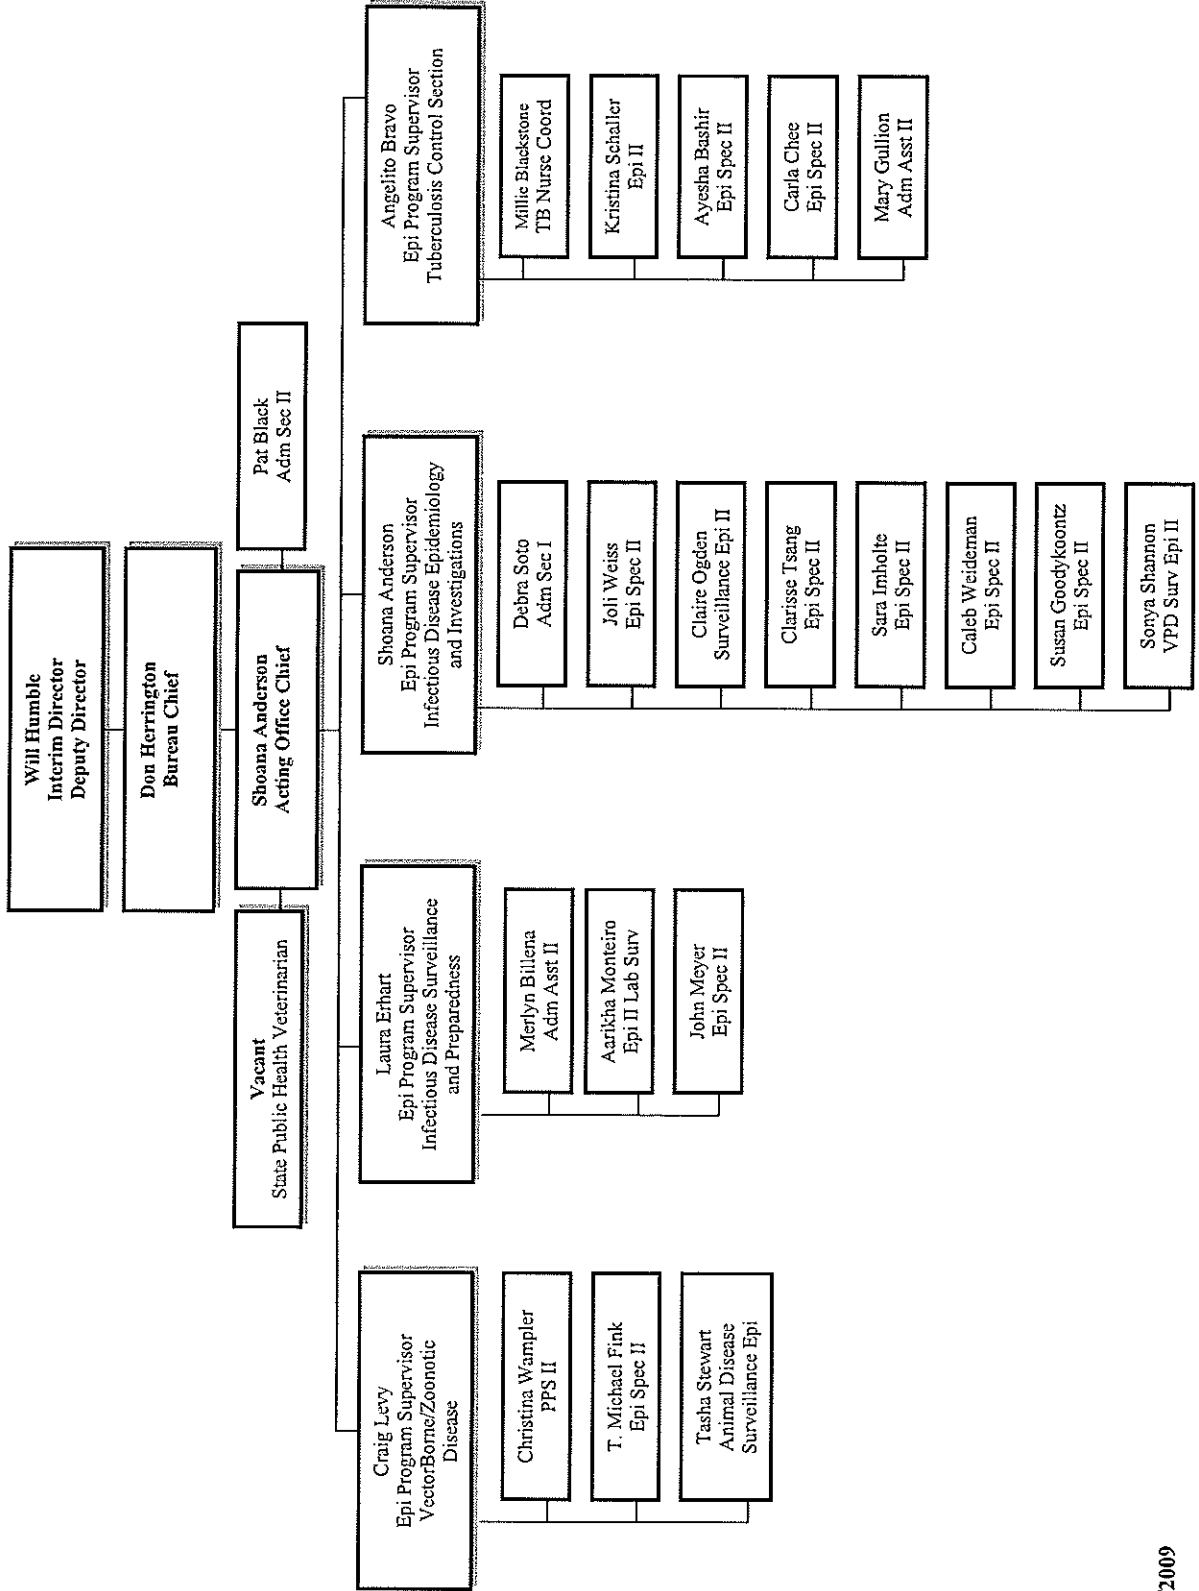 Will Humble
Interim Director
Deputy Director
Don Herrington
Bureau Chief
Vacant
State Public Health Veterinarian
Shoana Anderson
Acting Office Chief
Pat Black
Adm Sec II
Craig Levy
Epi Program Supervisor
VectorBorne/Zoonotic
Disease
Christina Wampler
PPS II
T. Michael Fink
Epi Spec II
Tasha Stewart
Animal Disease
Surveillance Epi
Laura Erhart
Epi Program Supervisor
Infectious Disease Surveillance
and Preparedness
Merlyn Billena
Adm Asst II
Aarikha Monteiro
Epi II Lab Surv
John Meyer
Epi Spec II
Shoana Anderson
Epi Program Supervisor
Infectious Disease Epidemiology
and Investigations
Debra Soto
Adm Sec I
Joli Weiss
Epi Spec II
Claire Ogden
Surveillance Epi II
Clarisse Tsang
Epi Spec II
Sara Imholte
Epi Spec II
Caleb Weideman
Epi Spec II
Susan Goodykoontz
Epi Spec II
Sonya Shannon
VPD Surv Epi II
Angelito Bravo
Epi Program Supervisor
Tuberculosis Control Section
Millie Blackstone
TB Nurse Coord
Kristina Schaller
Epi II
Ayesha Bashir
Epi Spec II
Carla Chee
Epi Spec II
Mary Gullion
Adm Asst II
2009